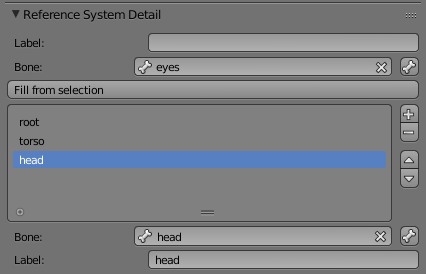 Reference System Detail
Label:
Bone: eyes
Fill from selection
root
torso
head
Bone: head
Label: head